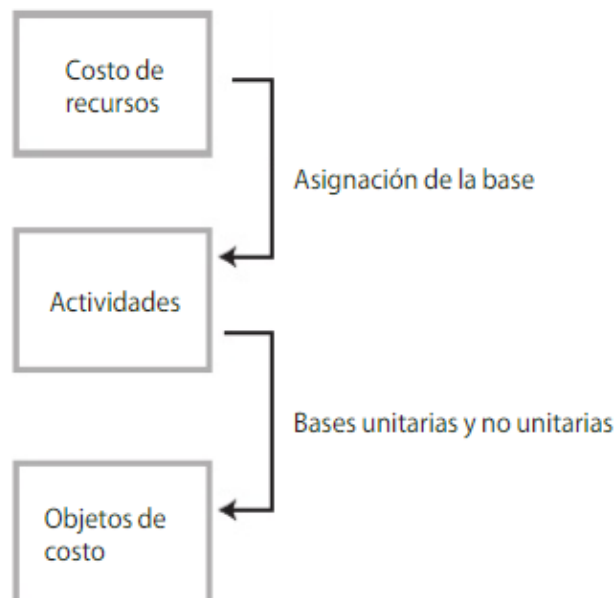 Costo de
recursos
Asignación de la base
Actividades
Bases unitarias y no unitarias
Objetos de
costo